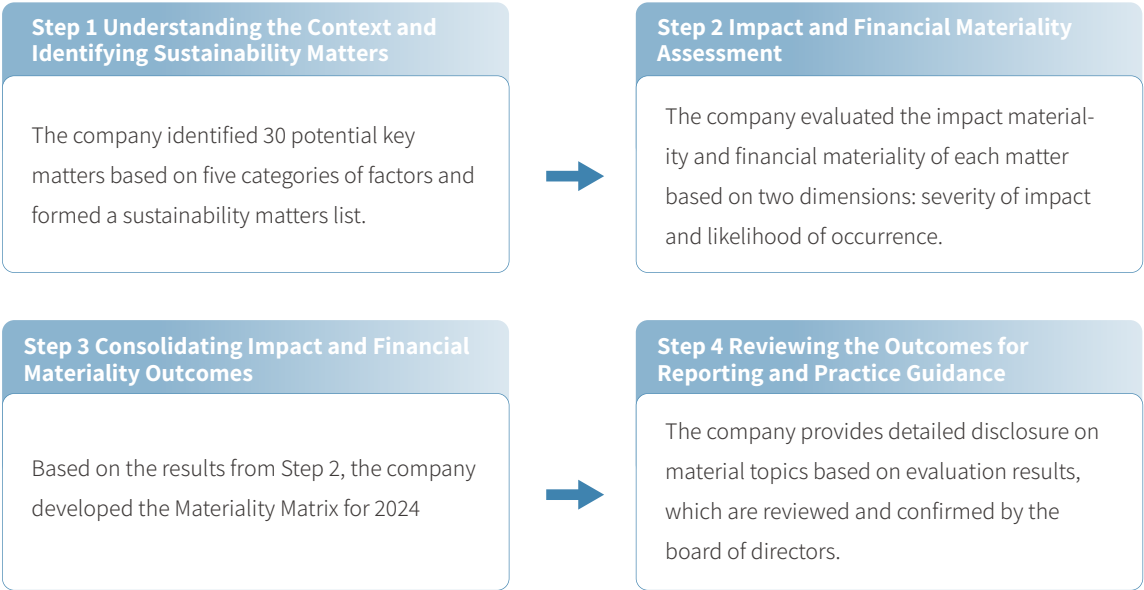 Step 1 Understanding the Context and
Identifying Sustainability Matters
The company identified 30 potential key
matters based on five categories of factors and
formed a sustainability matters list.
Step 2 Impact and Financial Materiality
Assessment
The company evaluated the impact material-
ity and financial materiality of each matter
based on two dimensions: severity of impact
and likelihood of occurrence.
Step 3 Consolidating Impact and Financial
Materiality Outcomes
Based on the results from Step 2, the company
developed the Materiality Matrix for 2024
Step 4 Reviewing the Outcomes for
Reporting and Practice Guidance
The company provides detailed disclosure on
material topics based on evaluation results,
which are reviewed and confirmed by the
board of directors.